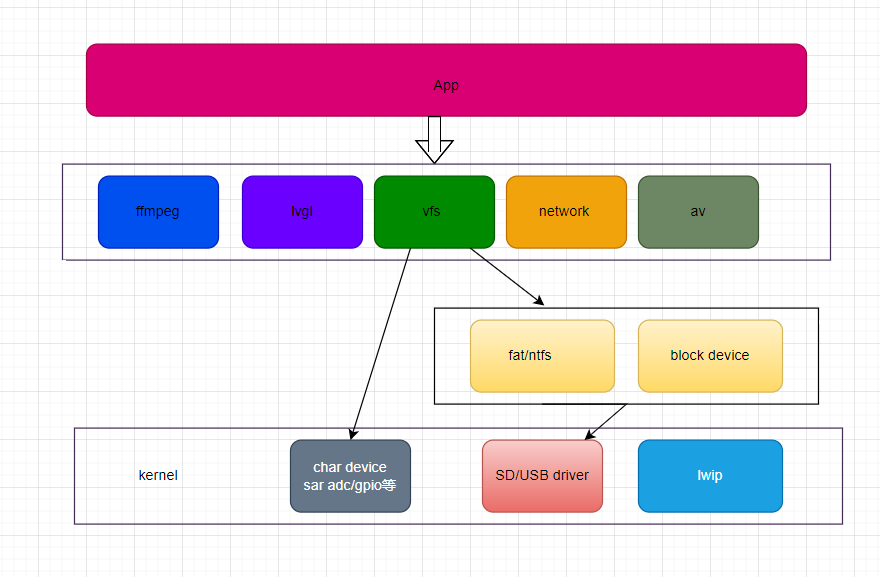 App
ffmpeg
lvgl
vfs
network
av
fat/ntfs
block device
kernel
char device
sar adc/gpio等
SD/USB driver
lwip